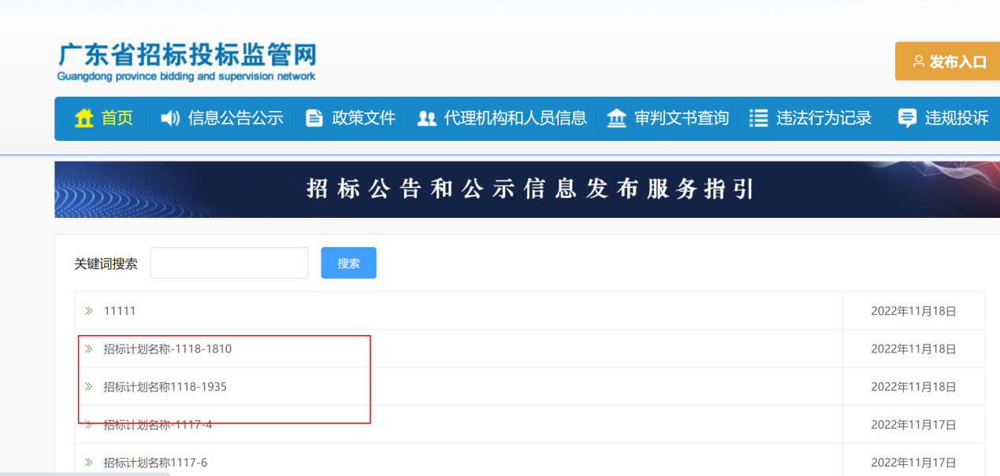 广东省招标投标监管网
Guangdong province bidding and supervision network
发布入口
首页 信息公告公示 政策文件 代理机构和人员信息 审判文书查询 违法行为记录 违规投诉
招标公告和公示信息发布服务指引
关键词搜索 搜索
11111 2022年11月18日
招标计划名称-1118-1810 2022年11月18日
招标计划名称1118-1935 2022年11月18日
招标计划名称-1117-4 2022年11月17日
招标计划名称1117-6 2022年11月17日